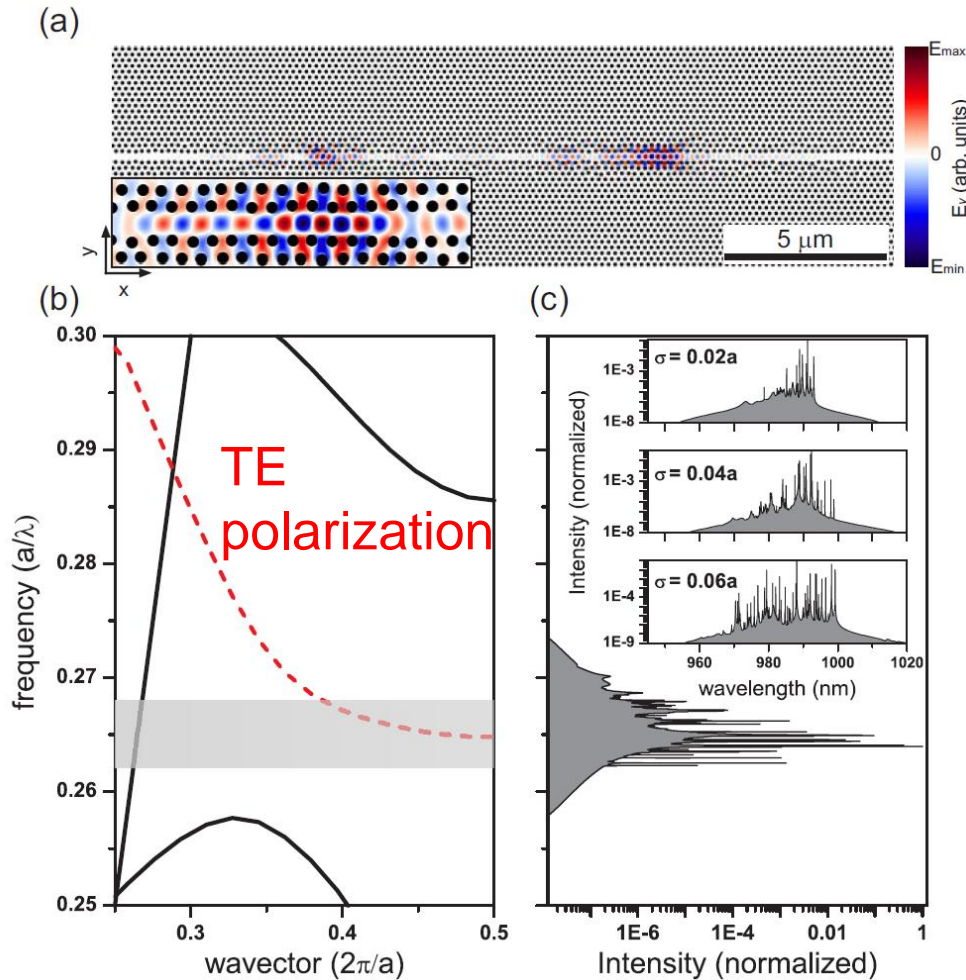 (a)
Emax
0
Emin
Ey (arb. units)
5 μm
y
x
(b)
(c)
0.30
0.29
0.28
0.27
0.26
0.25
frequency (a/λ)
TE
polarization
0.3
0.4
0.5
wavector (2π/a)
σ = 0.02a
1E-3
1E-8
σ = 0.04a
1E-3
1E-8
σ = 0.06a
1E-4
1E-9
Intensity (normalized)
960
980
1000
1020
wavelength (nm)
1E-6
1E-4
0.01
1
Intensity (normalized)